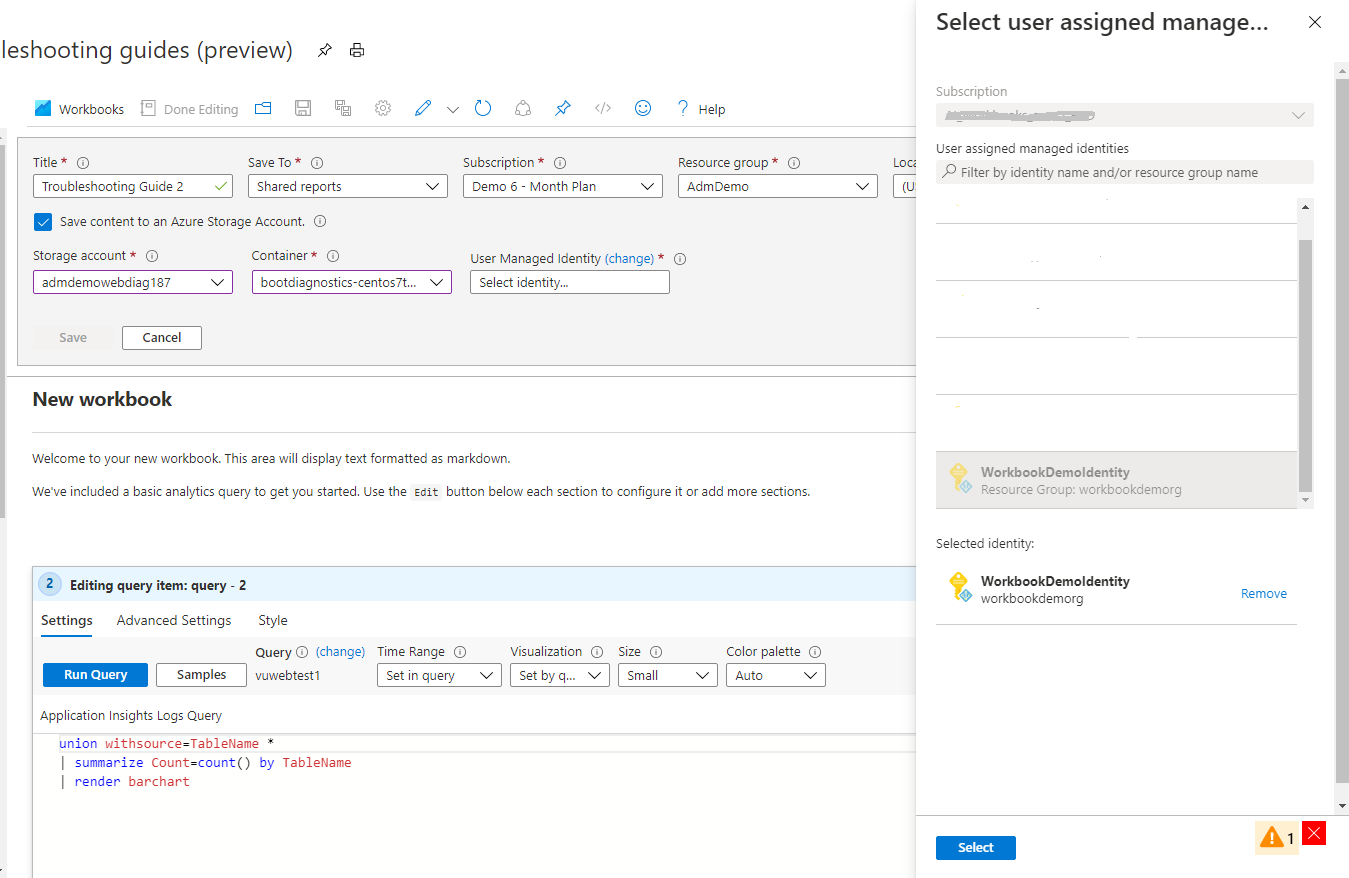 leshooting guides (preview)
Workbooks Done Editing Help
Title * Save To * Subscription * Resource group * Loca
Troubleshooting Guide 2 Shared reports Demo 6 - Month Plan AdmDemo (U
Save content to an Azure Storage Account.
Storage account * Container * User Managed Identity (change) *
admdemowebdiag187 bootdiagnostics-centos7t... Select identity...
Save Cancel
New workbook
Welcome to your new workbook. This area will display text formatted as markdown.
We've included a basic analytics query to get you started. Use the Edit button below each section to configure it or add more sections.
2 Editing query item: query - 2
Settings Advanced Settings Style
Query (change) Time Range Visualization Size Color palette
Run Query Samples vuwebtest1 Set in query Set by q... Small Auto
Application Insights Logs Query
union withsource=TableName *
| summarize Count=count() by TableName
| render barchart
Select user assigned manage...
Subscription
User assigned managed identities
Filter by identity name and/or resource group name
WorkbookDemoIdentity
Resource Group: workbookdemorg
Selected identity:
WorkbookDemoIdentity
workbookdemorg
Remove
Select
1